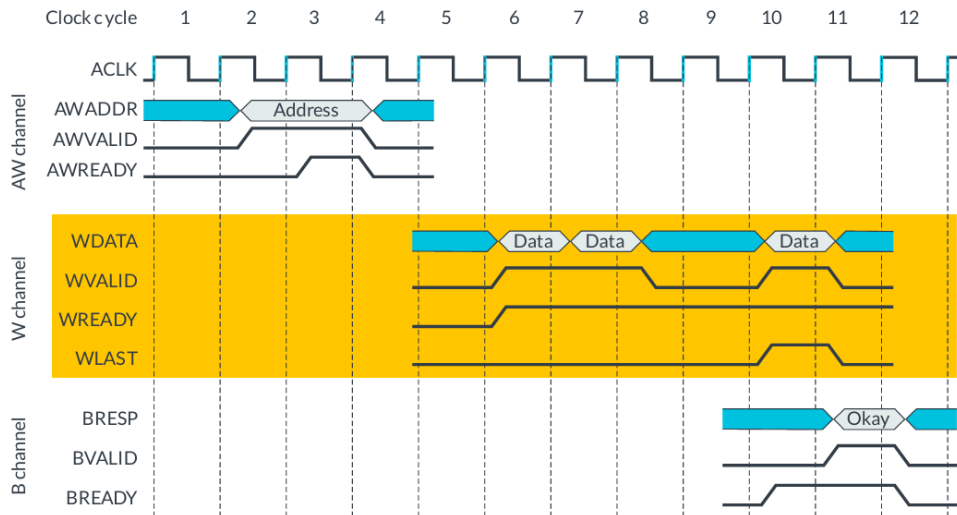 Clock cycle 1 2 3 4 5 6 7 8 9 10 11 12
ACLK
AW channel
AWADDR Address
AWVALID
AWREADY
W channel
WDATA Data Data Data
WVALID
WREADY
WLAST
B channel
BRESP Okay
BVALID
BREADY